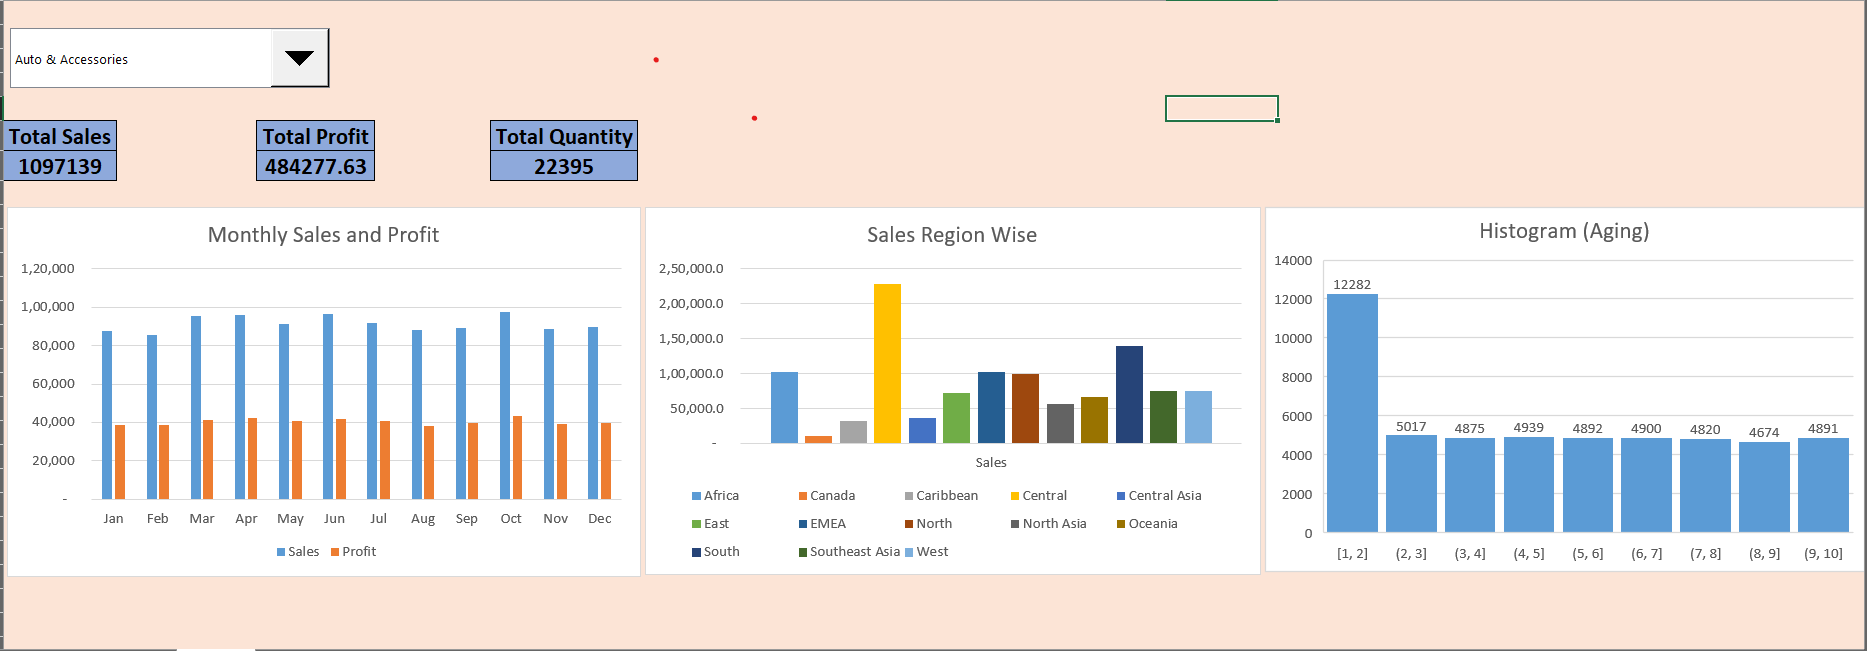 Auto & Accessories
Total Sales
1097139
Total Profit
484277.63
Total Quantity
22395
Monthly Sales and Profit
1,20,000
1,00,000
80,000
60,000
40,000
20,000
-
Jan Feb Mar Apr May Jun Jul Aug Sep Oct Nov Dec
Sales Profit
Sales Region Wise
2,50,000.0
2,00,000.0
1,50,000.0
1,00,000.0
50,000.0
-
Sales
Africa Canada Caribbean Central Central Asia
East EMEA North North Asia Oceania
South Southeast Asia West
Histogram (Aging)
14000
12000
10000
8000
6000
4000
2000
0
12282 5017 4875 4939 4892 4900 4820 4674 4891
[1, 2] (2, 3] (3, 4] (4, 5] (5, 6] (6, 7] (7, 8] (8, 9] (9, 10]